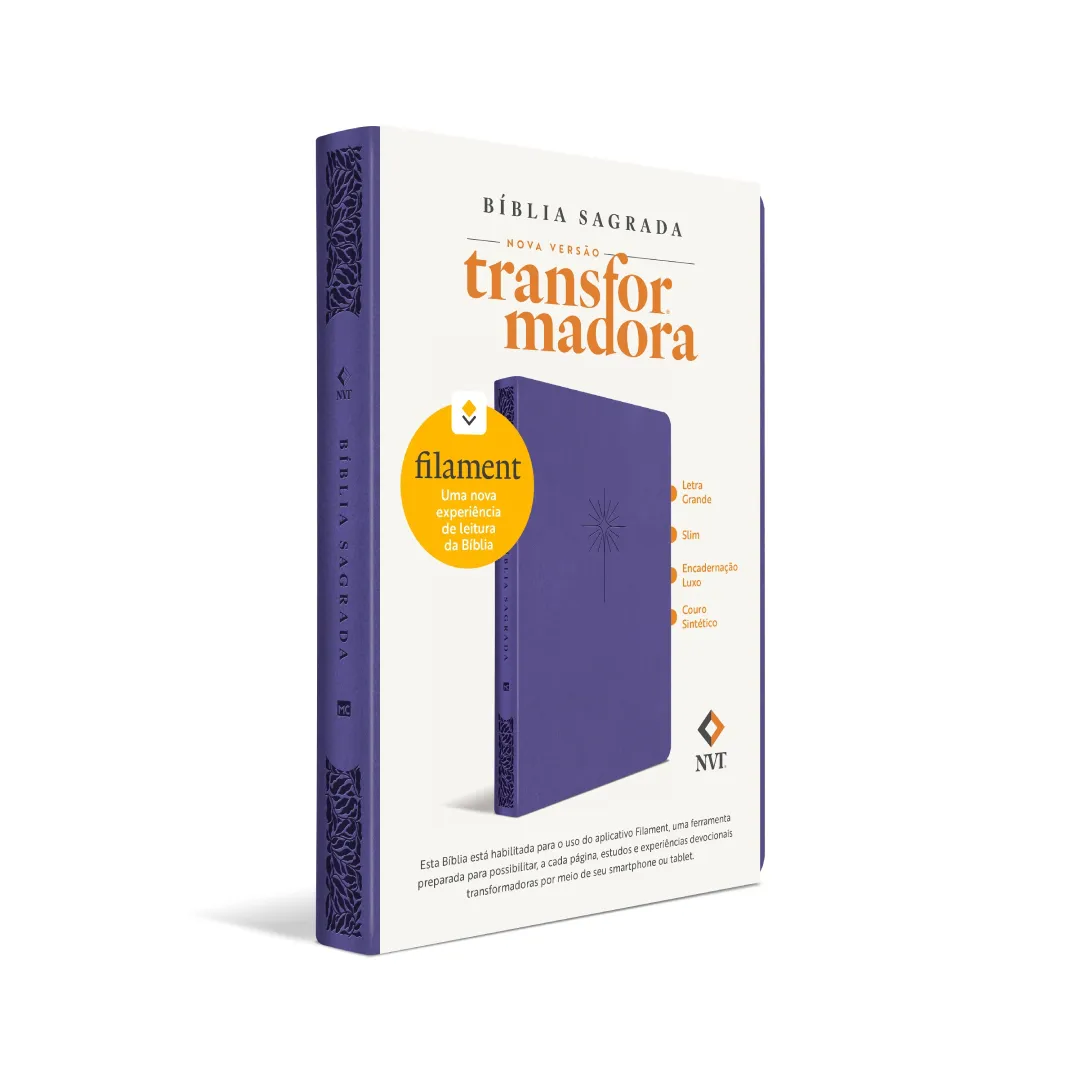 BÍBLIA SAGRADA
NOVA VERSÃO
transfor
madora
filament
Uma nova
experiência
de leitura
da Bíblia
Letra
Grande
Slim
Encadernação
Luxo
Couro
Sintético
NVT
Esta Bíblia está habilitada para o uso do aplicativo Filament, uma ferramenta
preparada para possibilitar, a cada página, estudos e experiências devocionais
transformadoras por meio de seu smartphone ou tablet.
NVT
BÍBLIA SAGRADA
MC
BÍBLIA SAGRADA